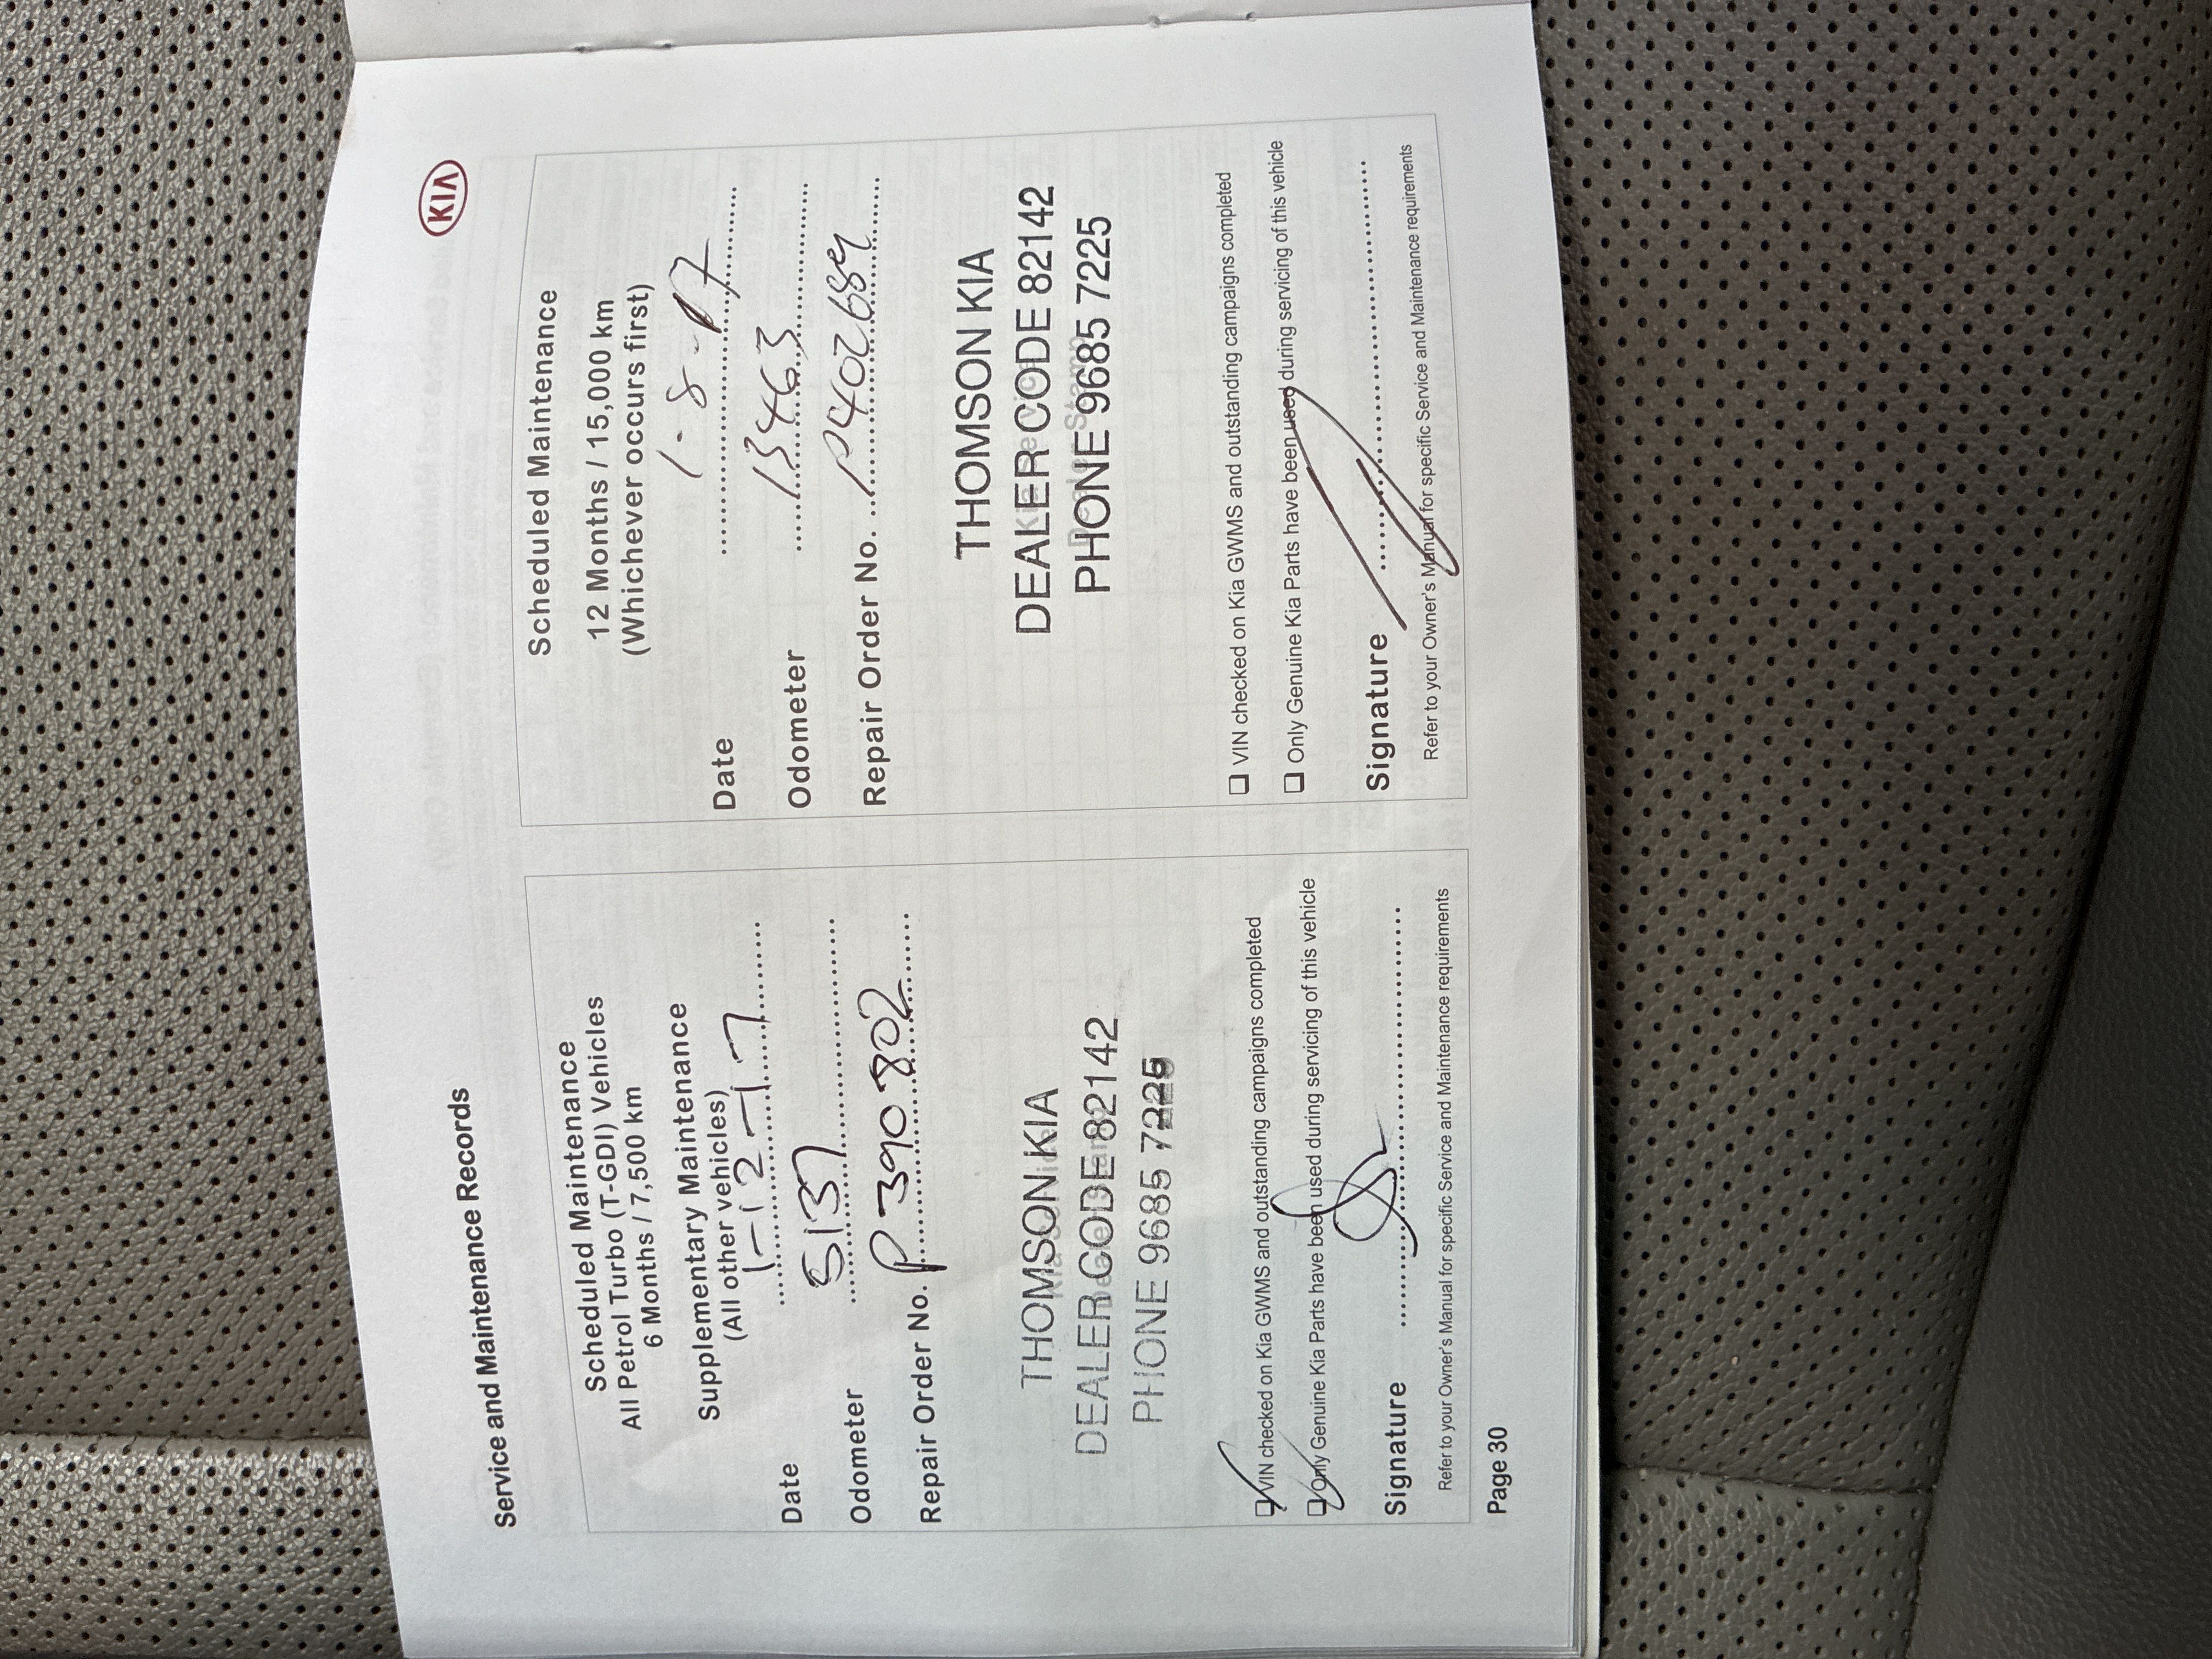 Service and Maintenance Records
KIA
Scheduled Maintenance
All Petrol Turbo (T-GDI) Vehicles
6 Months / 7,500 km
Supplementary Maintenance
(All other vehicles)
Date 1-12-17
Odometer 5137
Repair Order No. P390802
THOMSON KIA
DEALER CODE 82142
PHONE 9685 7225
VIN checked on Kia GWMS and outstanding campaigns completed
Only Genuine Kia Parts have been used during servicing of this vehicle
Signature
Refer to your Owner's Manual for specific Service and Maintenance requirements
Scheduled Maintenance
12 Months / 15,000 km
(Whichever occurs first)
Date 1-8-17
Odometer 13463
Repair Order No. P402689
THOMSON KIA
DEALER CODE 82142
PHONE 9685 7225
VIN checked on Kia GWMS and outstanding campaigns completed
Only Genuine Kia Parts have been used during servicing of this vehicle
Signature
Refer to your Owner's Manual for specific Service and Maintenance requirements
Page 30